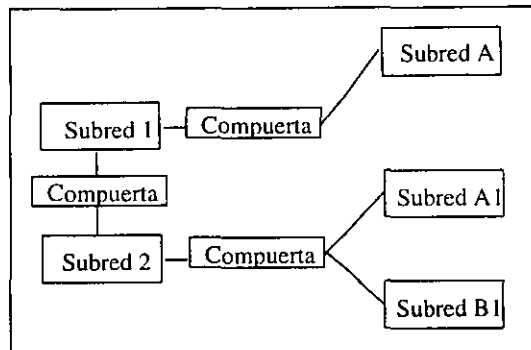 Subred A
Subred 1
Compuerta
Compuerta
Subred A1
Subred 2
Compuerta
Subred B1